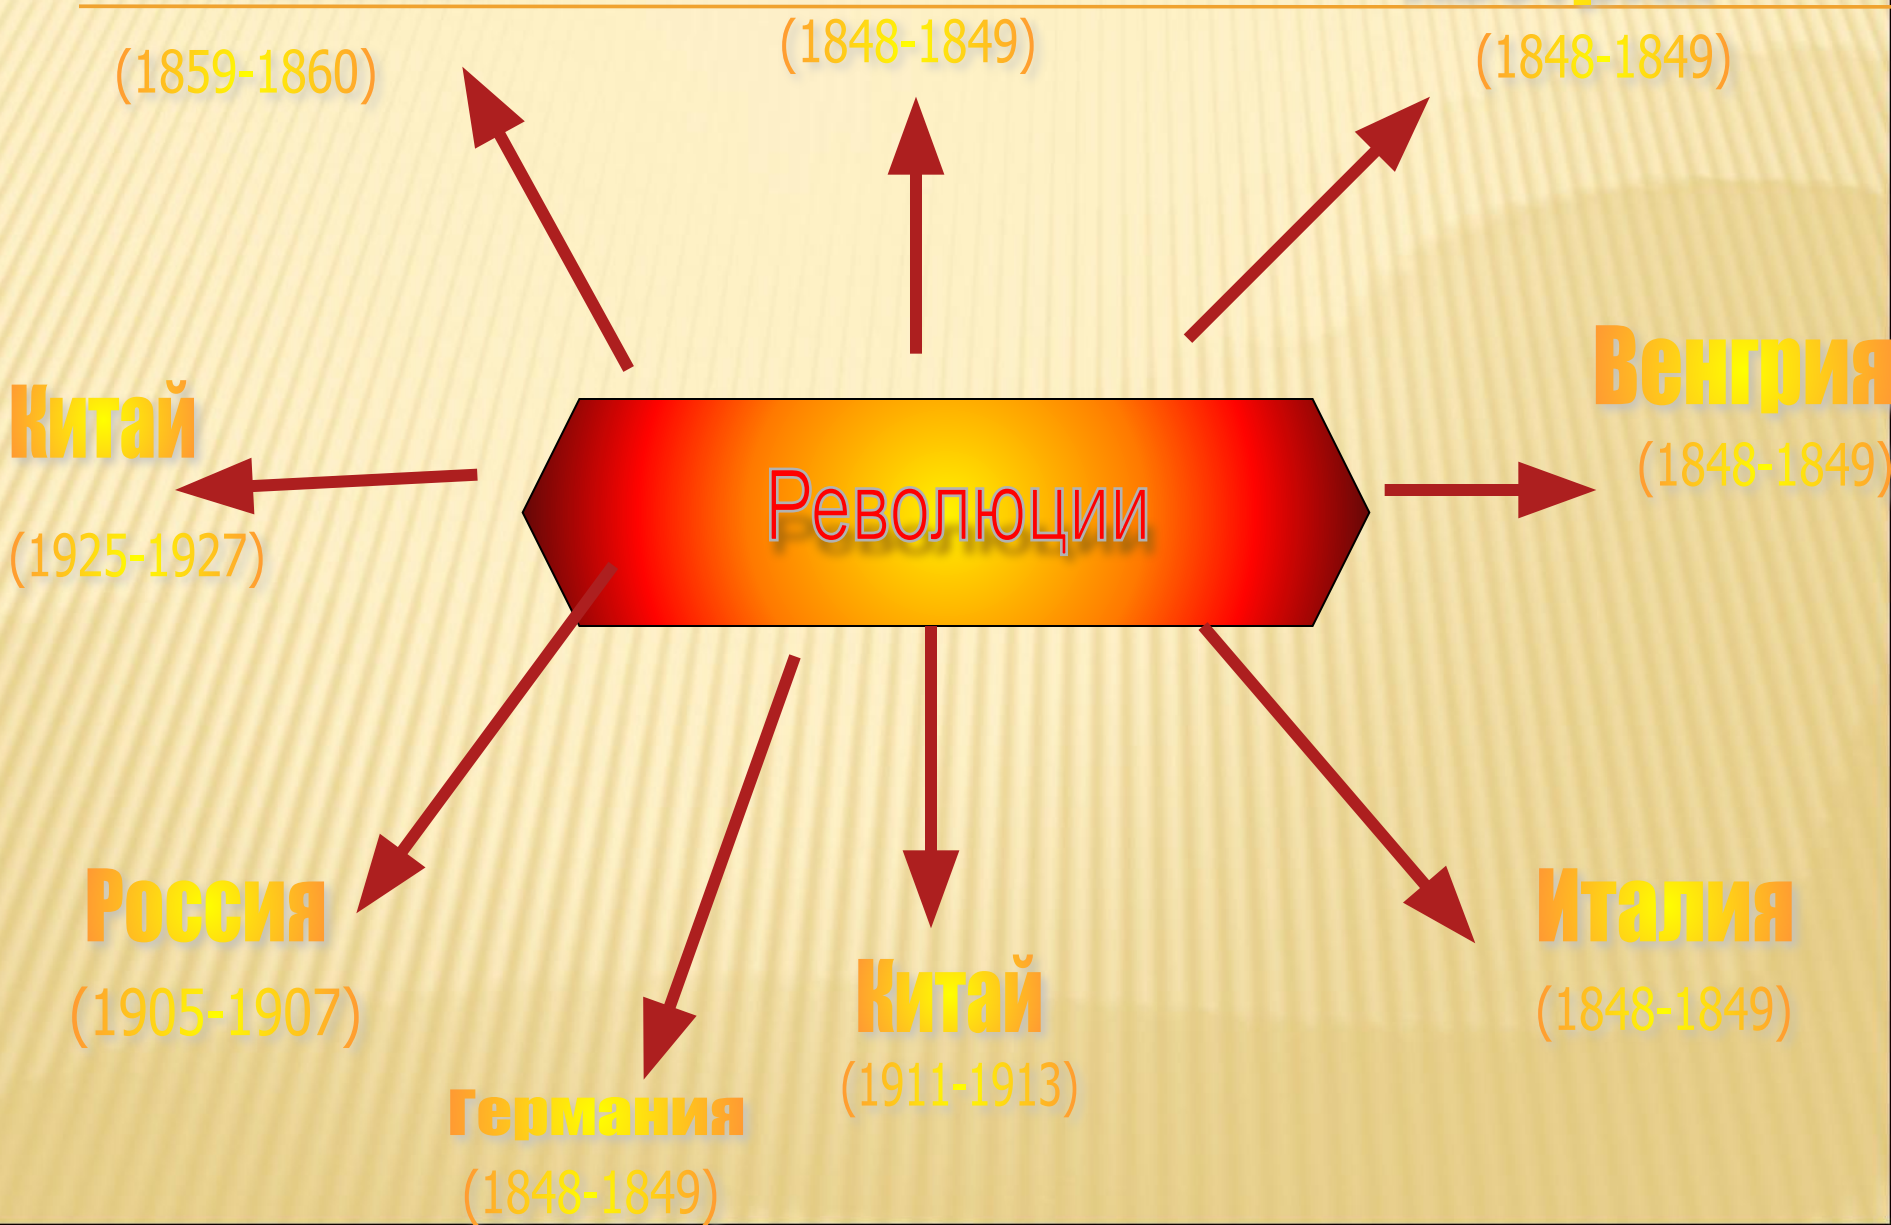 (1859-1860)
(1848-1849)
(1848-1849)
Венгрия
(1848-1849)
Китай
(1925-1927)
Революции
Россия
(1905-1907)
Германия
(1848-1849)
Китай
(1911-1913)
Италия
(1848-1849)